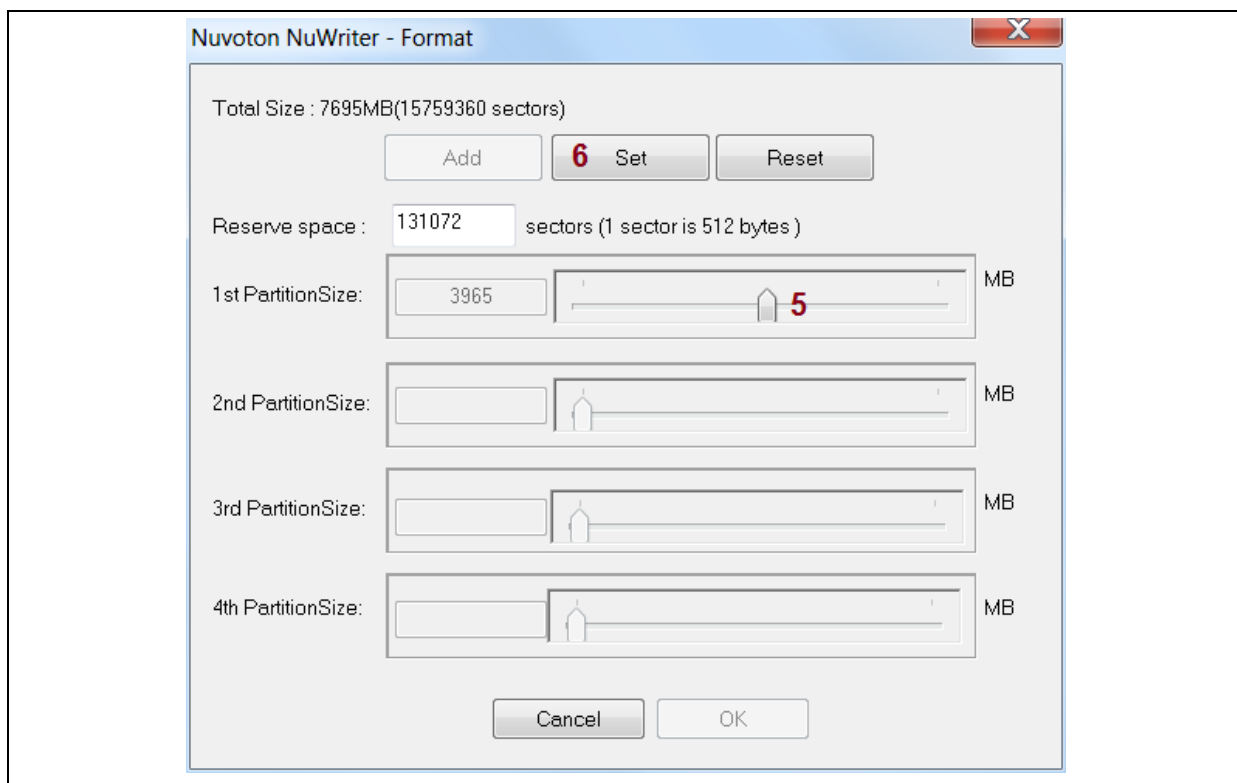 Nuvoton NuWriter - Format
X
Total Size : 7695MB(15759360 sectors)
Add 6 Set Reset
Reserve space : 131072 sectors (1 sector is 512 bytes )
1st PartitionSize: 3965 5 MB
2nd PartitionSize: MB
3rd PartitionSize: MB
4th PartitionSize: MB
Cancel OK